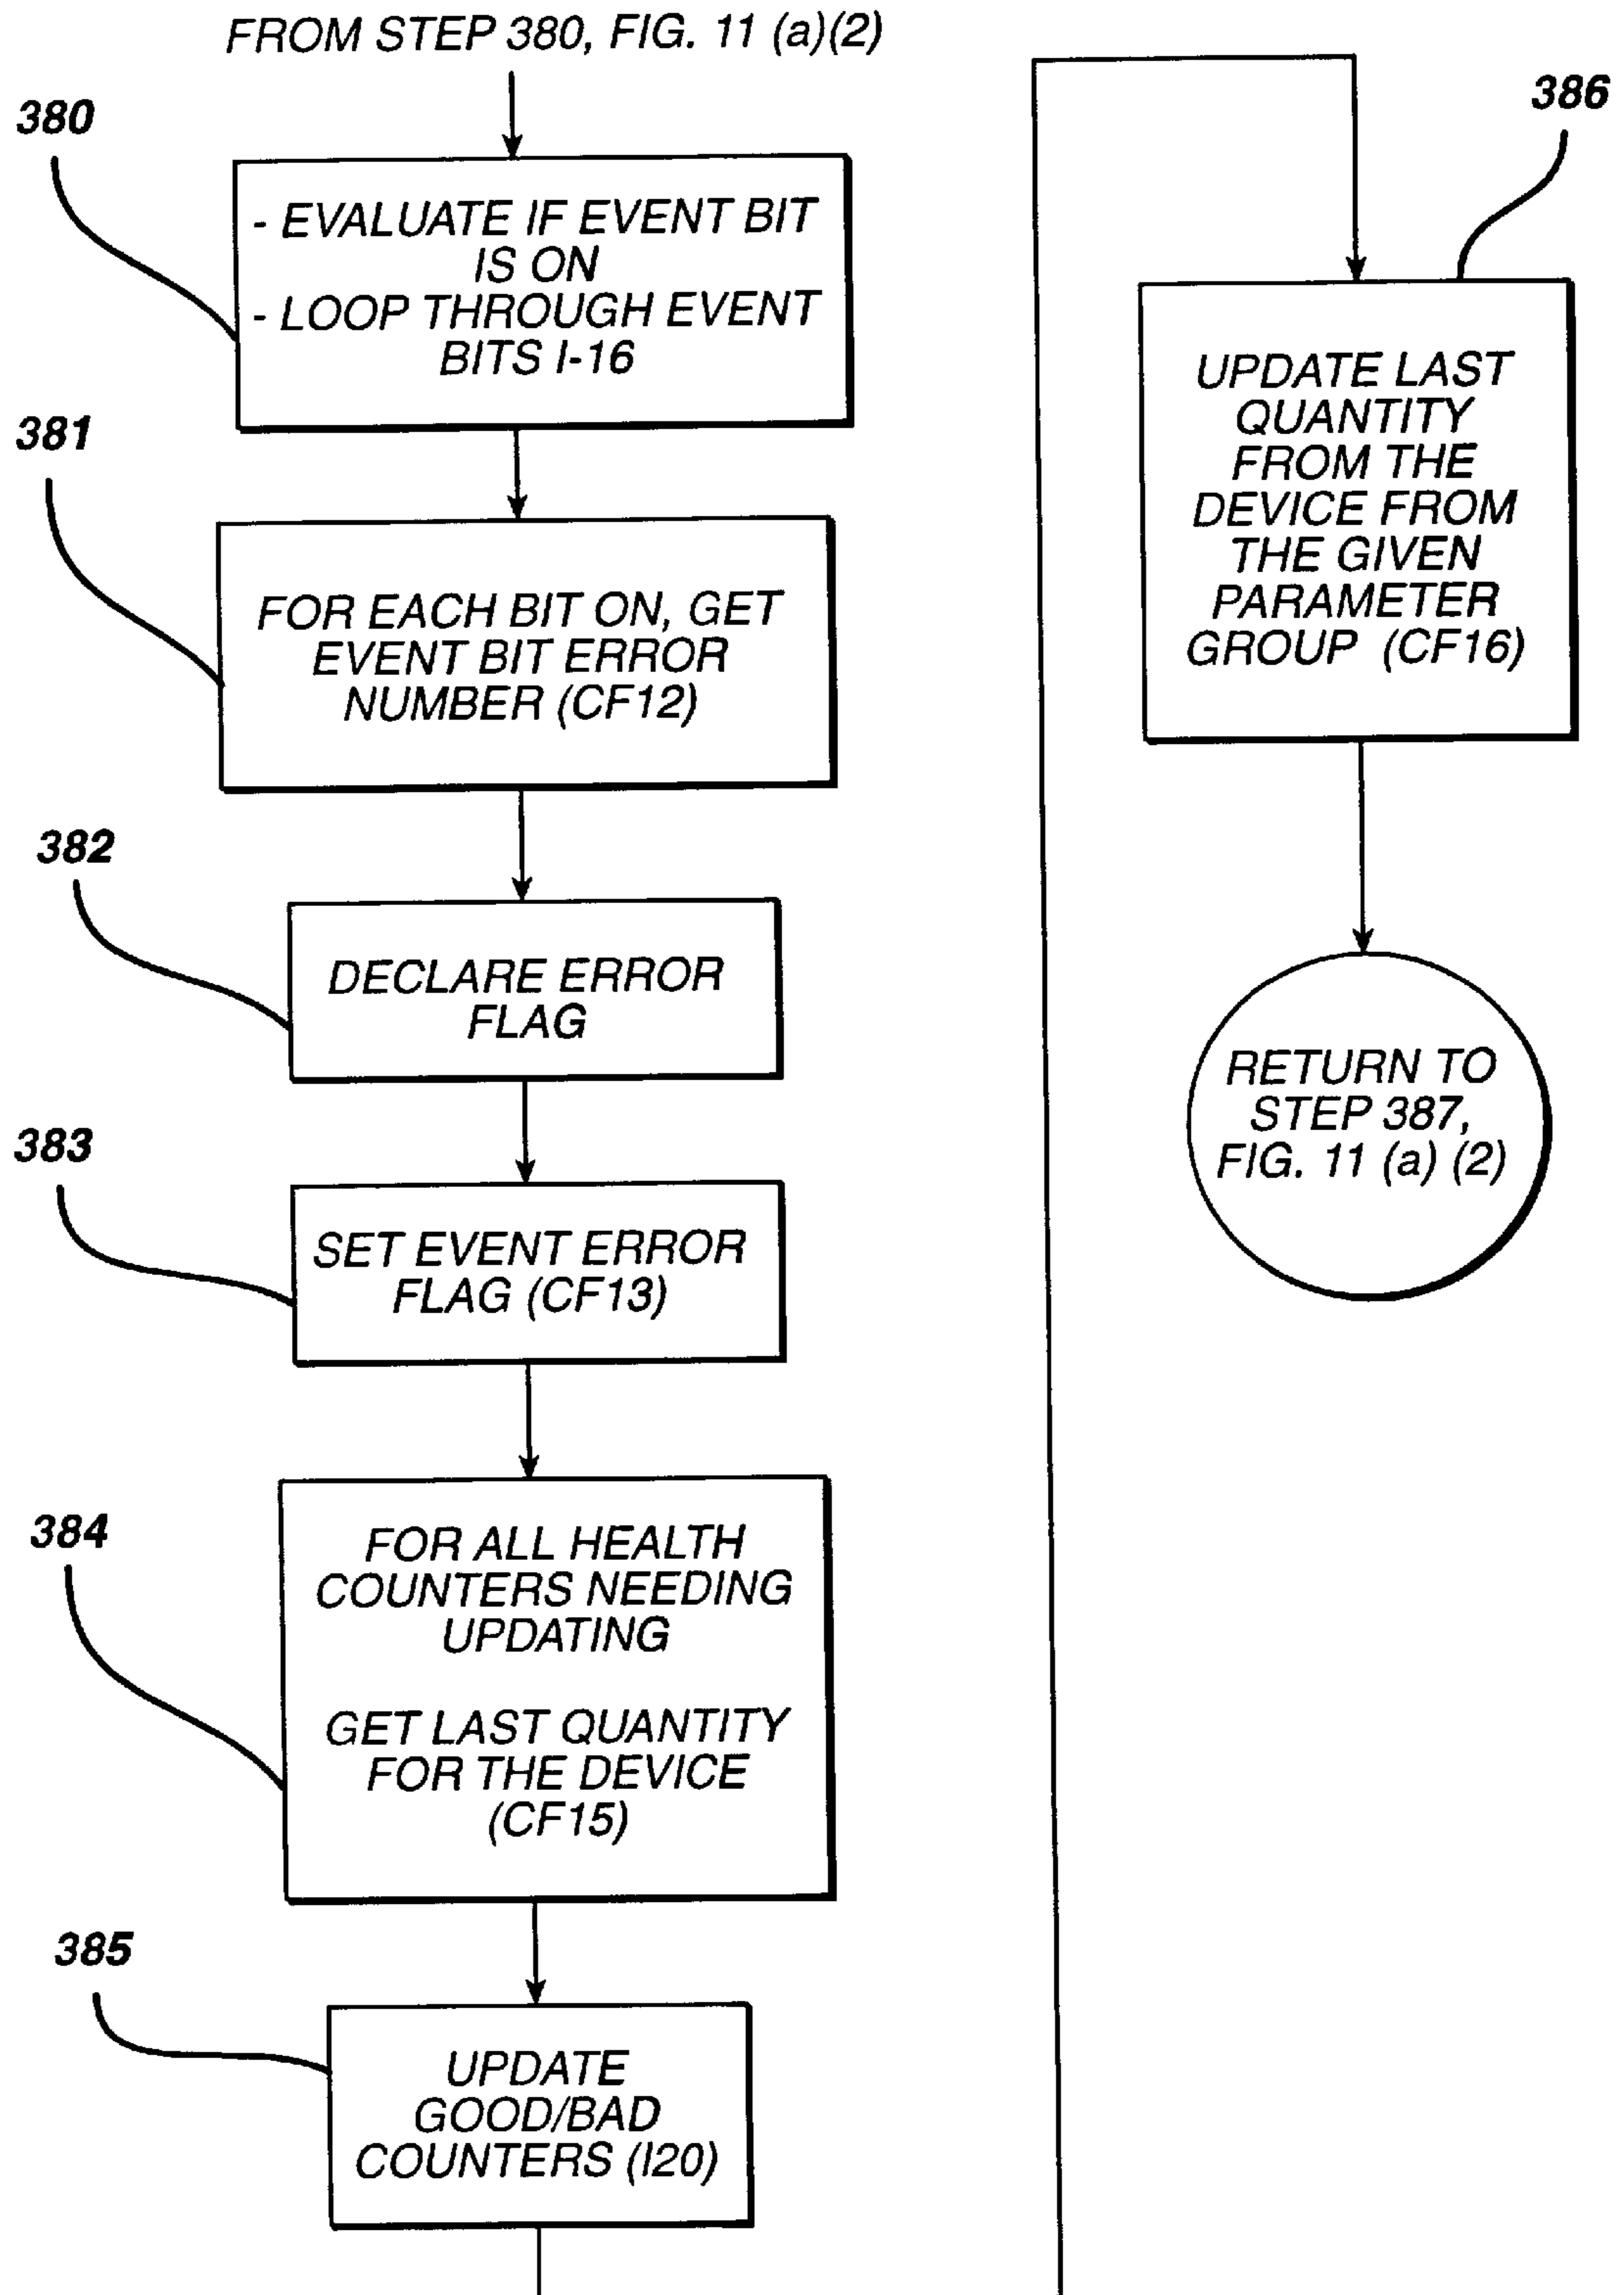 FROM STEP 380, FIG. 11 (a)(2)
380
- EVALUATE IF EVENT BIT
IS ON
- LOOP THROUGH EVENT
BITS I-16
381
FOR EACH BIT ON, GET
EVENT BIT ERROR
NUMBER (CF12)
382
DECLARE ERROR
FLAG
383
SET EVENT ERROR
FLAG (CF13)
384
FOR ALL HEALTH
COUNTERS NEEDING
UPDATING
GET LAST QUANTITY
FOR THE DEVICE
(CF15)
385
UPDATE
GOOD/BAD
COUNTERS (I20)
386
UPDATE LAST
QUANTITY
FROM THE
DEVICE FROM
THE GIVEN
PARAMETER
GROUP (CF16)
RETURN TO
STEP 387,
FIG. 11 (a) (2)